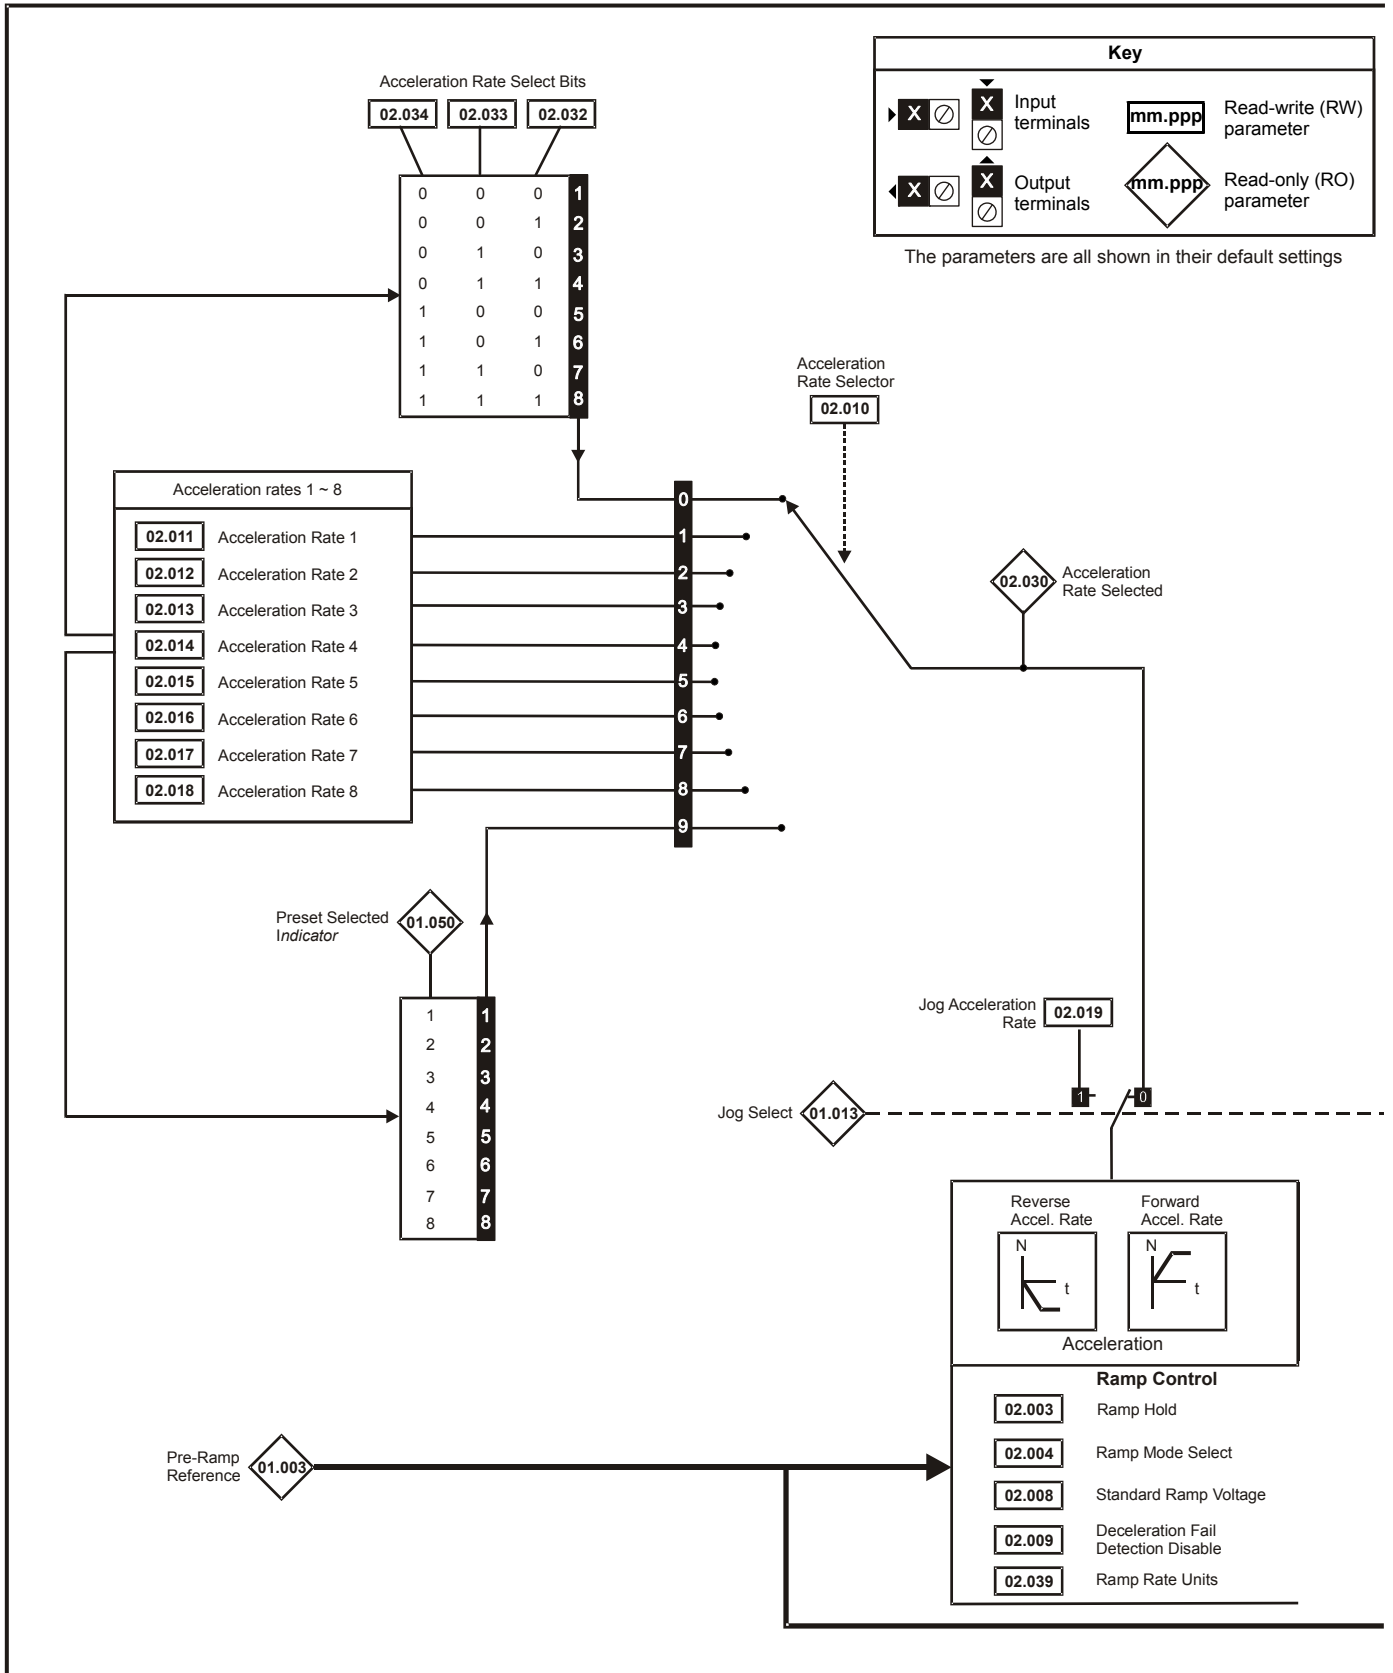 Key
X
X
Input
terminals
mm.ppp
Read-write (RW)
parameter
X
X
Output
terminals
mm.ppp
Read-only (RO)
parameter
The parameters are all shown in their default settings
Acceleration Rate Select Bits
02.034 02.033 02.032
0 0 0 1
0 0 1 2
0 1 0 3
0 1 1 4
1 0 0 5
1 0 1 6
1 1 0 7
1 1 1 8
Acceleration
Rate Selector
02.010
Acceleration rates 1 ~ 8
02.011 Acceleration Rate 1
02.012 Acceleration Rate 2
02.013 Acceleration Rate 3
02.014 Acceleration Rate 4
02.015 Acceleration Rate 5
02.016 Acceleration Rate 6
02.017 Acceleration Rate 7
02.018 Acceleration Rate 8
0
1
2
3
4
5
6
7
8
9
02.030
Acceleration
Rate Selected
Preset Selected
Indicator
01.050
1 1
2 2
3 3
4 4
5 5
6 6
7 7
8 8
Jog Acceleration
Rate
02.019
1 0
Jog Select 01.013
Reverse
Accel. Rate
Forward
Accel. Rate
N
t
N
t
Acceleration
Ramp Control
02.003 Ramp Hold
02.004 Ramp Mode Select
02.008 Standard Ramp Voltage
02.009 Deceleration Fail
Detection Disable
02.039 Ramp Rate Units
Pre-Ramp
Reference
01.003